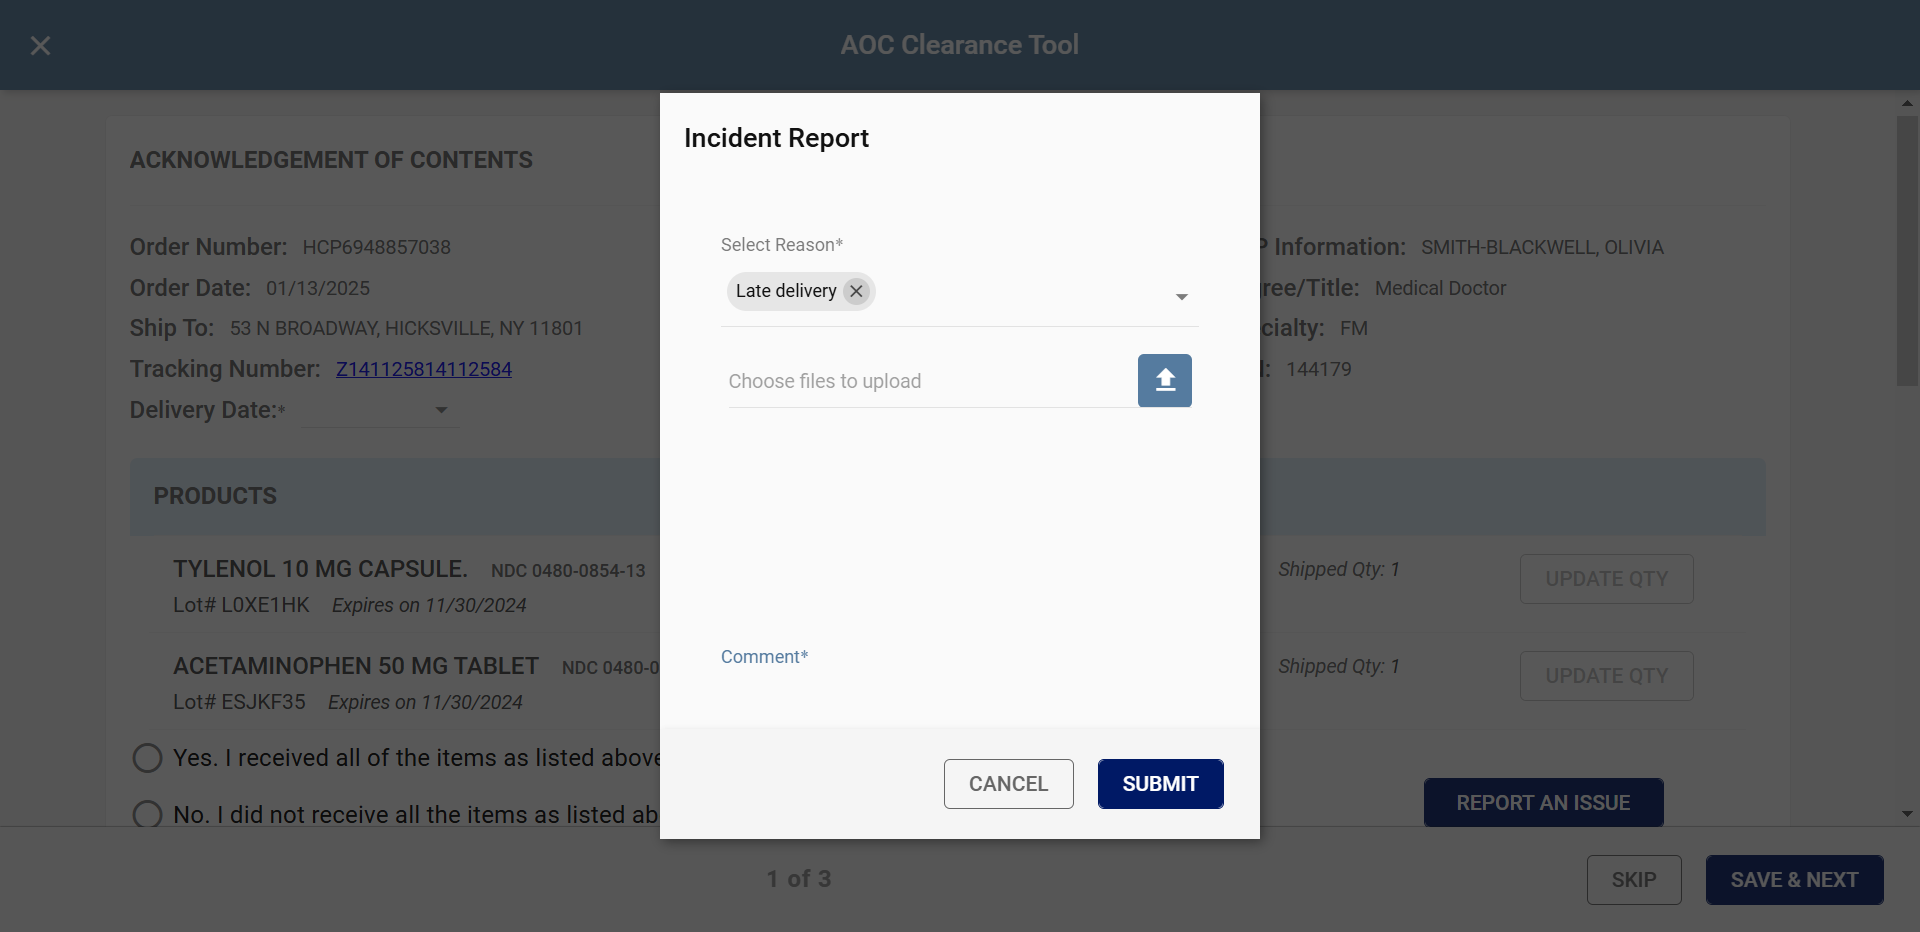 AOC Clearance Tool
Incident Report
Select Reason*
Late delivery
Choose files to upload
Comment*
CANCEL
SUBMIT
ACKNOWLEDGEMENT OF CONTENTS
Order Number: HCP6948857038
Order Date: 01/13/2025
Ship To: 53 N BROADWAY, HICKSVILLE, NY 11801
Tracking Number: Z141125814112584
Delivery Date:*
P Information: SMITH-BLACKWELL, OLIVIA
ree/Title: Medical Doctor
cialty: FM
: 144179
PRODUCTS
TYLENOL 10 MG CAPSULE. NDC 0480-0854-13
Lot# L0XE1HK Expires on 11/30/2024
Shipped Qty: 1
UPDATE QTY
ACETAMINOPHEN 50 MG TABLET NDC 0480-0
Lot# ESJKF35 Expires on 11/30/2024
Shipped Qty: 1
UPDATE QTY
Yes. I received all of the items as listed above
No. I did not receive all the items as listed ab
REPORT AN ISSUE
1 of 3
SKIP
SAVE & NEXT